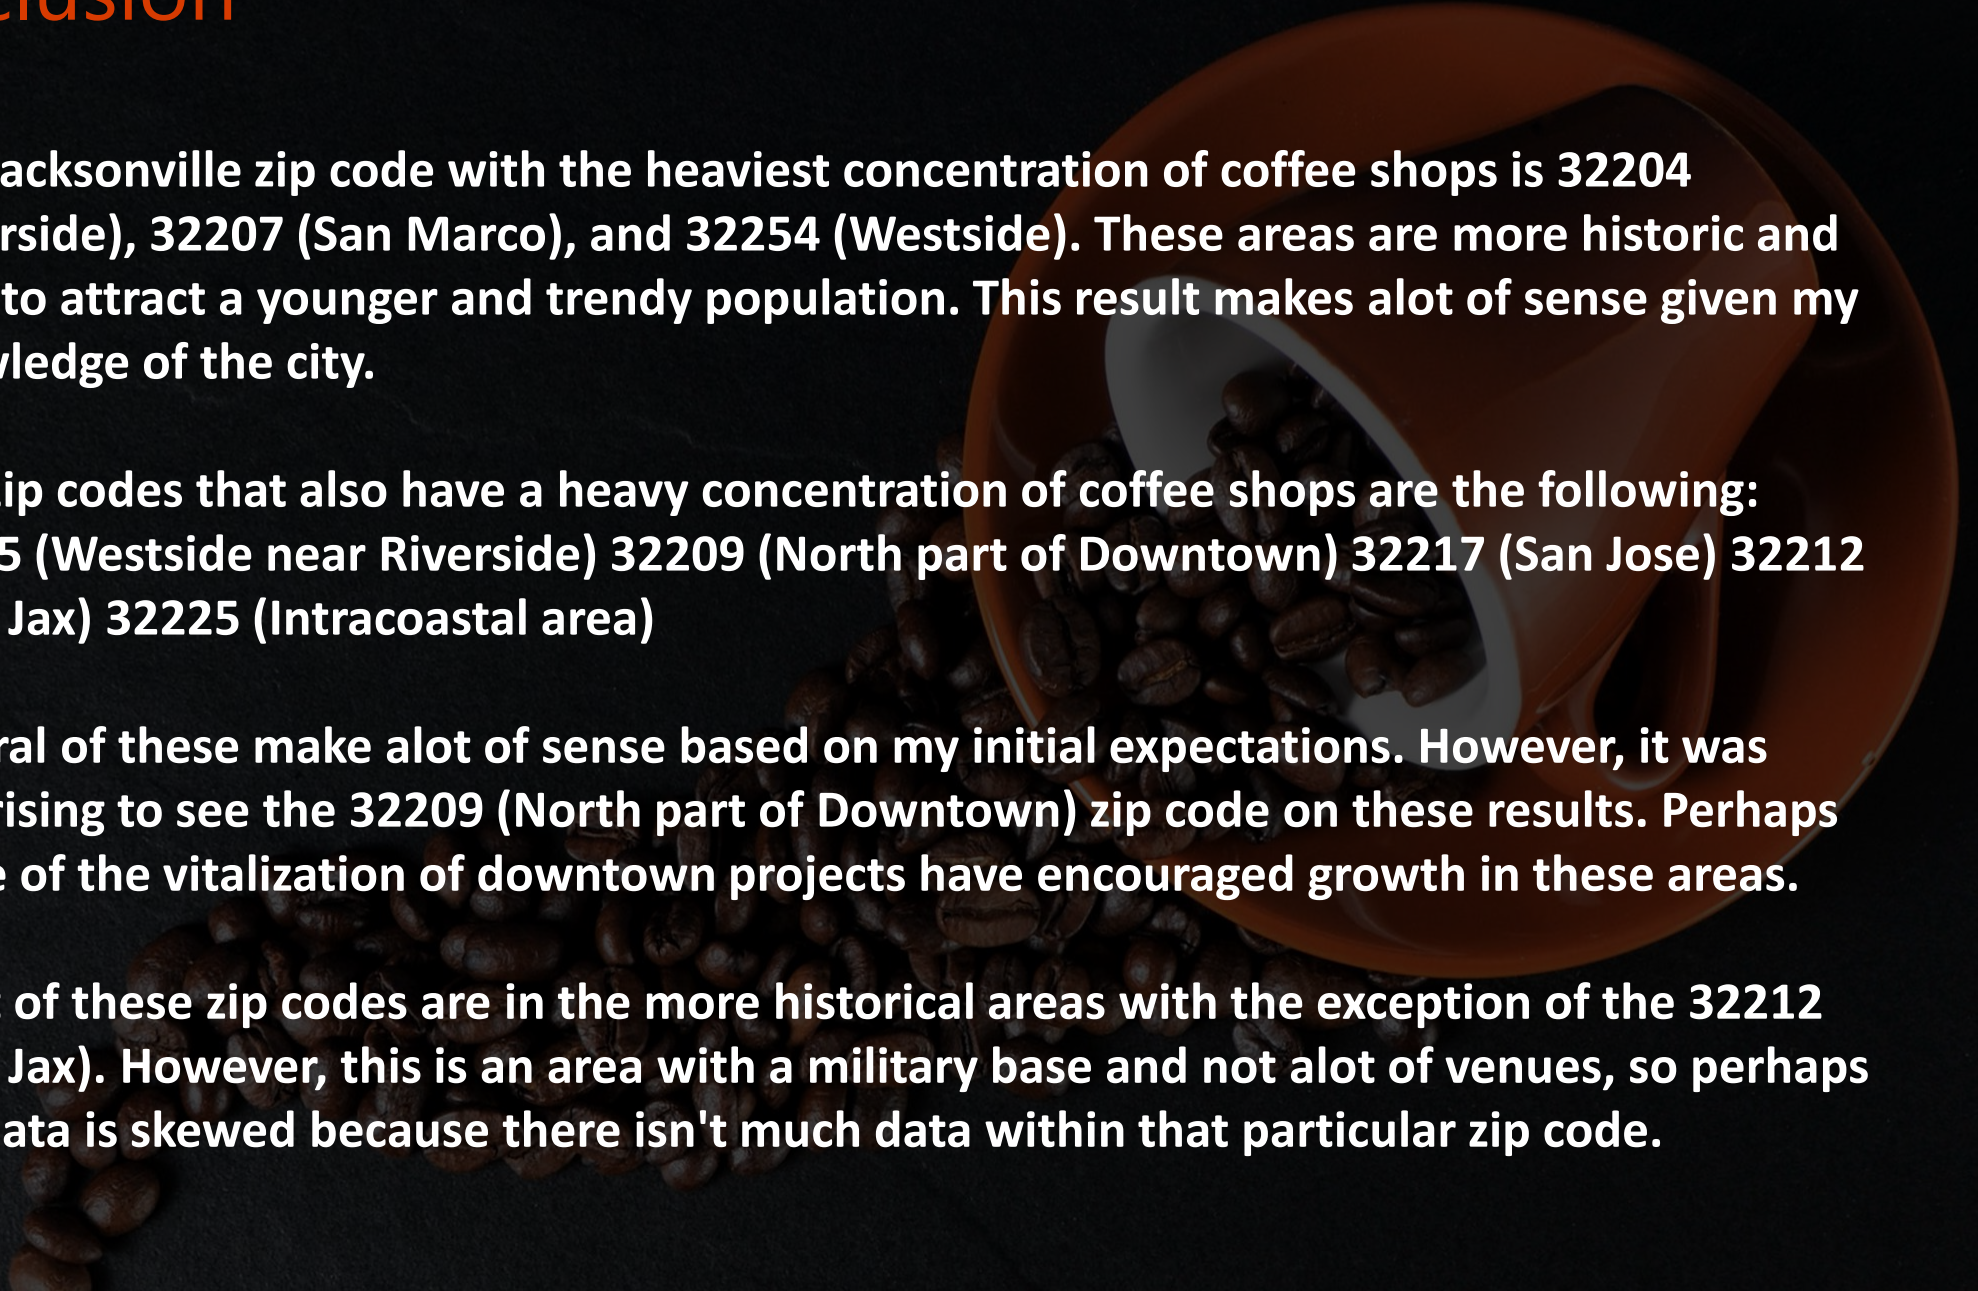 clusion
acksonville zip code with the heaviest concentration of coffee shops is 32204
rside), 32207 (San Marco), and 32254 (Westside). These areas are more historic and
to attract a younger and trendy population. This result makes alot of sense given my
wledge of the city.
ip codes that also have a heavy concentration of coffee shops are the following:
5 (Westside near Riverside) 32209 (North part of Downtown) 32217 (San Jose) 32212
Jax) 32225 (Intracoastal area)
ral of these make alot of sense based on my initial expectations. However, it was
rising to see the 32209 (North part of Downtown) zip code on these results. Perhaps
e of the vitalization of downtown projects have encouraged growth in these areas.
of these zip codes are in the more historical areas with the exception of the 32212
Jax). However, this is an area with a military base and not alot of venues, so perhaps
ata is skewed because there isn't much data within that particular zip code.